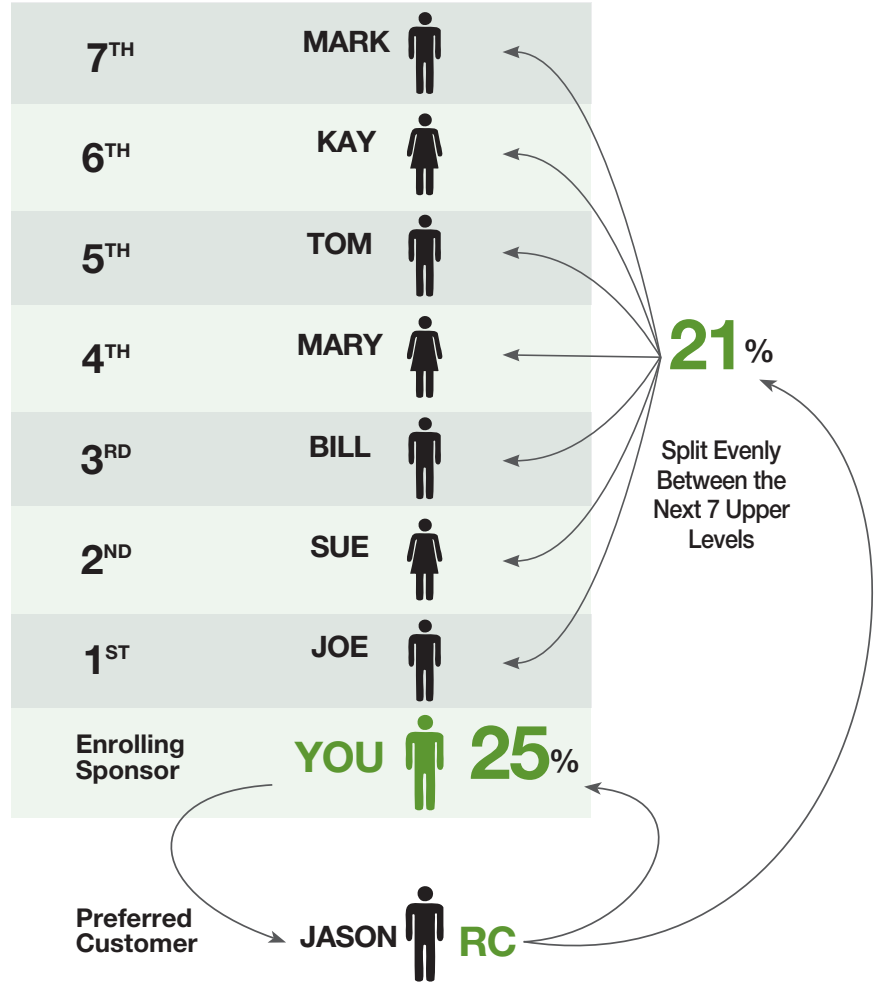 7TH MARK
6TH KAY
5TH TOM
4TH MARY
21%
3RD BILL
Split Evenly
Between the
Next 7 Upper
Levels
2ND SUE
1ST JOE
Enrolling
Sponsor
YOU 25%
Preferred
Customer
JASON RC